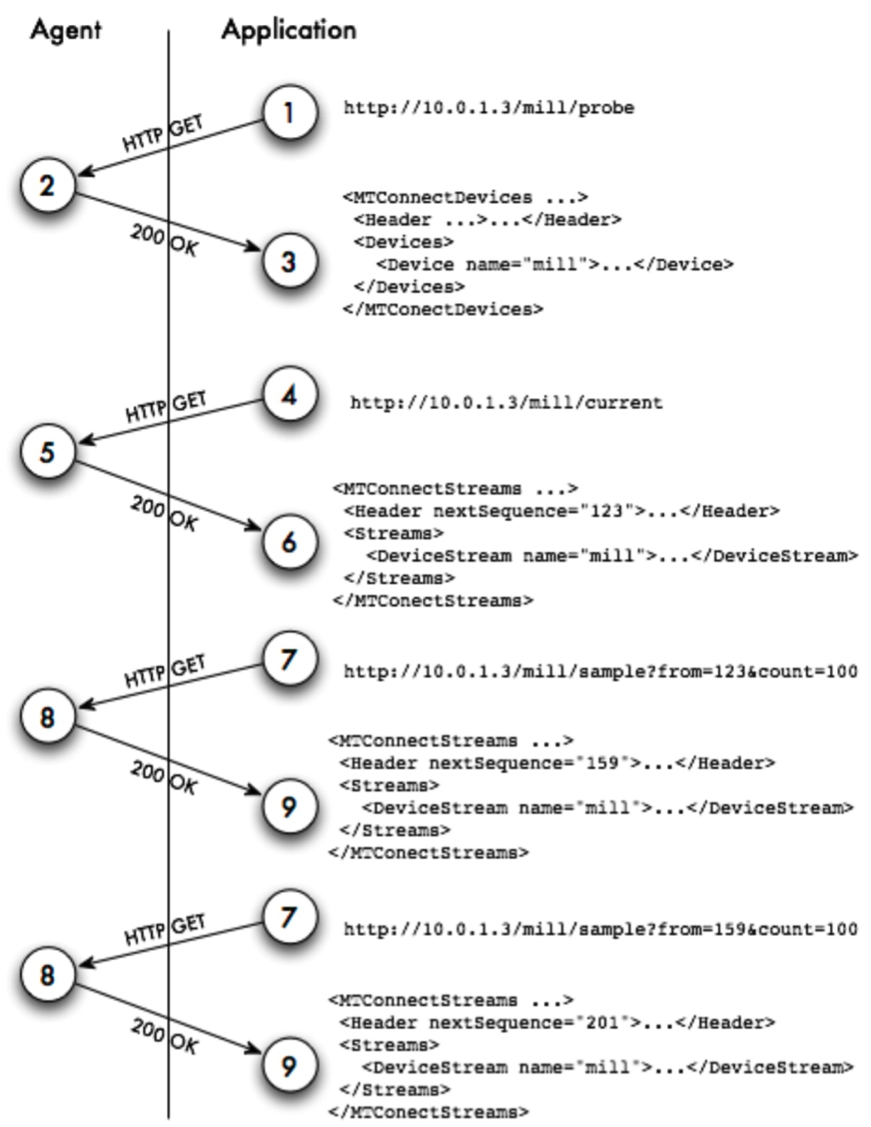 Agent Application
1 http://10.0.1.3/mill/probe
HTTP GET
2
<MTConnectDevices ...>
<Header ...>...</Header>
200 OK
<Devices>
3 <Device name="mill">...</Device>
</Devices>
</MTConectDevices>
4 http://10.0.1.3/mill/current
HTTP GET
5
<MTConnectStreams ...>
200 OK
<Header nextSequence="123">...</Header>
<Streams>
6 <DeviceStream name="mill">...</DeviceStream>
</Streams>
</MTConectStreams>
7 http://10.0.1.3/mill/sample?from=123&count=100
HTTP GET
8
<MTConnectStreams ...>
<Header nextSequence="159">...</Header>
200 OK
<Streams>
9 <DeviceStream name="mill">...</DeviceStream>
</Streams>
</MTConectStreams>
7 http://10.0.1.3/mill/sample?from=159&count=100
HTTP GET
8
<MTConnectStreams ...>
<Header nextSequence="201">...</Header>
200 OK
<Streams>
9 <DeviceStream name="mill">...</DeviceStream>
</Streams>
</MTConectStreams>